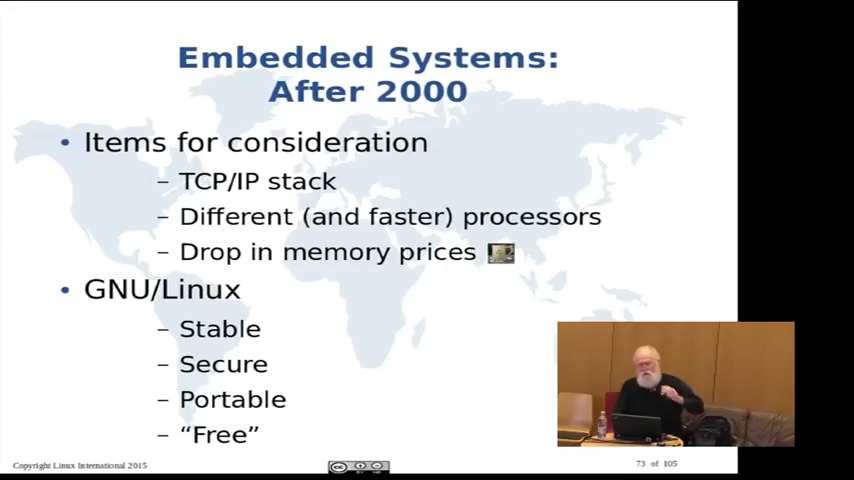 Embedded Systems:
After 2000
• Items for consideration
– TCP/IP stack
– Different (and faster) processors
– Drop in memory prices
• GNU/Linux
– Stable
– Secure
– Portable
– “Free”
Copyright Linux International 2015
73 of 105